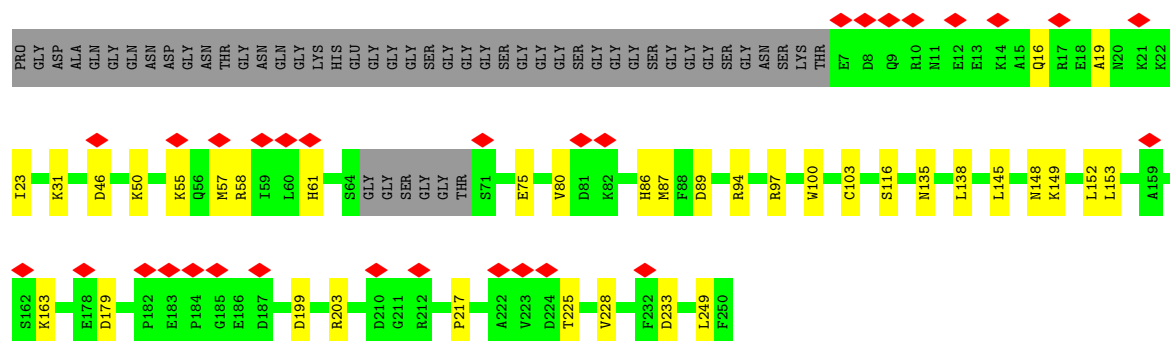 PRO GLY ASP ALA GLN GLY GLN ASN ASP GLY ASN THR GLY ASN GLN GLY LYS HIS GLU GLY GLY GLY GLY SER GLY GLY GLY GLY SER GLY GLY GLY GLY SER GLY GLY GLY GLY SER GLY ASN SER LYS THR E7 D8 Q9 R10 N11 E12 E13 K14 A15 Q16 R17 E18 A19 N20 K21 K22
I23 K31 D46 K50 K55 Q56 M57 R58 I59 L60 H61 S64 GLY GLY SER GLY GLY THR S71 E75 V80 D81 K82 H86 M87 F88 D89 R94 R97 W100 C103 S116 N135 L138 L145 N148 K149 L152 L153 A159
S162 K163 E178 D179 P182 E183 P184 G185 E186 D187 D199 R203 D210 G211 R212 P217 A222 V223 D224 T225 V228 F232 D233 L249 F250